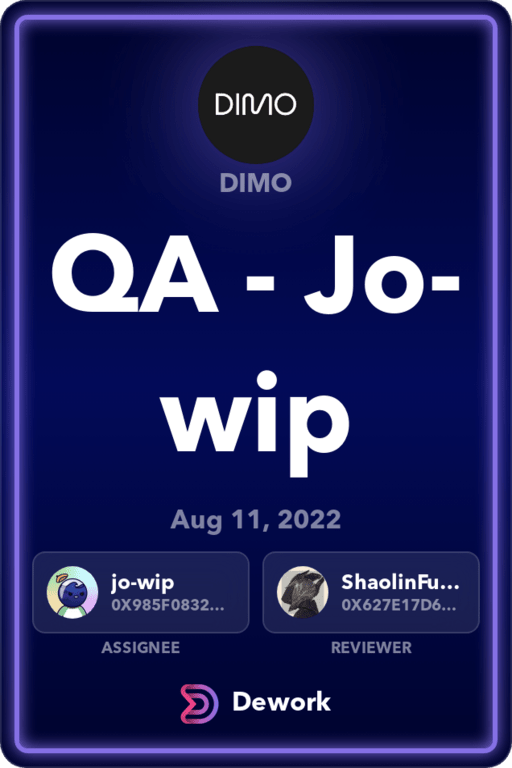 DIMO
DIMO
QA - Jo-
wip
Aug 11, 2022
jo-wip
0X985F0832...
ASSIGNEE
ShaolinFu...
0X627E17D6...
REVIEWER
Dework